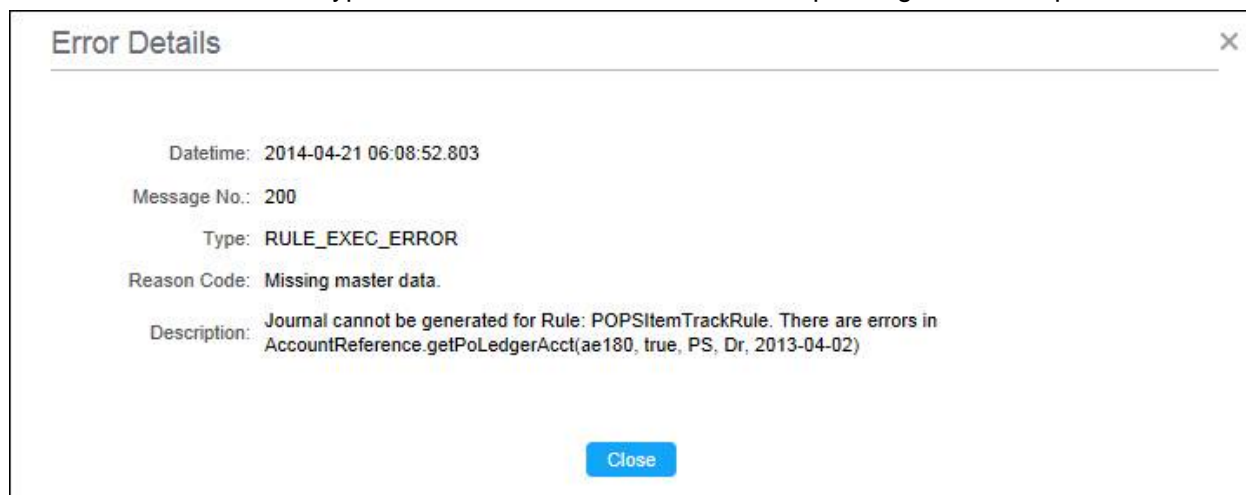 Error Details
Datetime: 2014-04-21 06:08:52.803
Message No.: 200
Type: RULE_EXEC_ERROR
Reason Code: Missing master data.
Description: Journal cannot be generated for Rule: POPSItemTrackRule. There are errors in
AccountReference.getPoLedgerAcct(ae180, true, PS, Dr, 2013-04-02)
Close